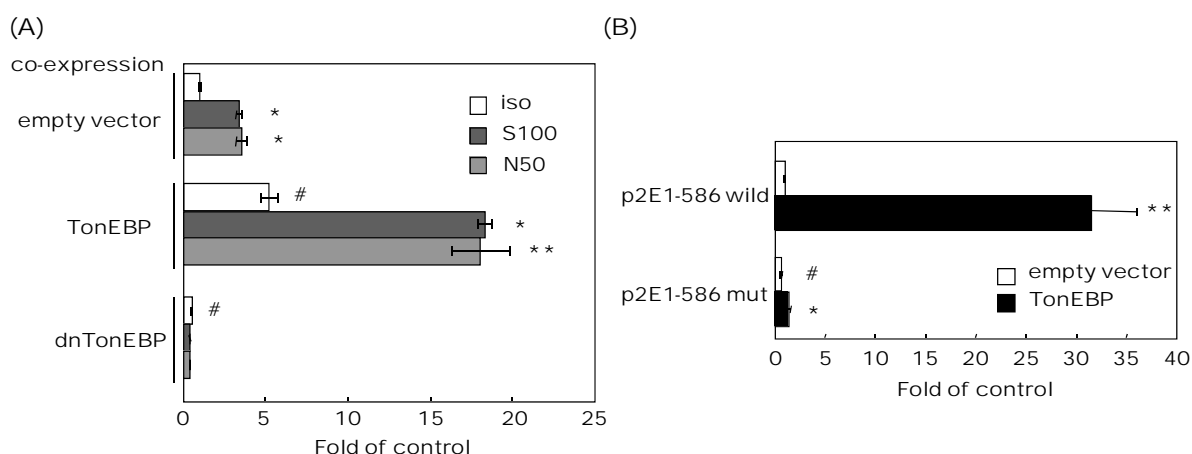 (A)
co-expression
empty vector
*
*
iso
S100
N50
TonEBP
#
*
**
dnTonEBP
#
0 5 10 15 20 25
Fold of control
(B)
p2E1-586 wild
**
p2E1-586 mut
#
*
empty vector
TonEBP
0 5 10 15 20 25 30 35 40
Fold of control